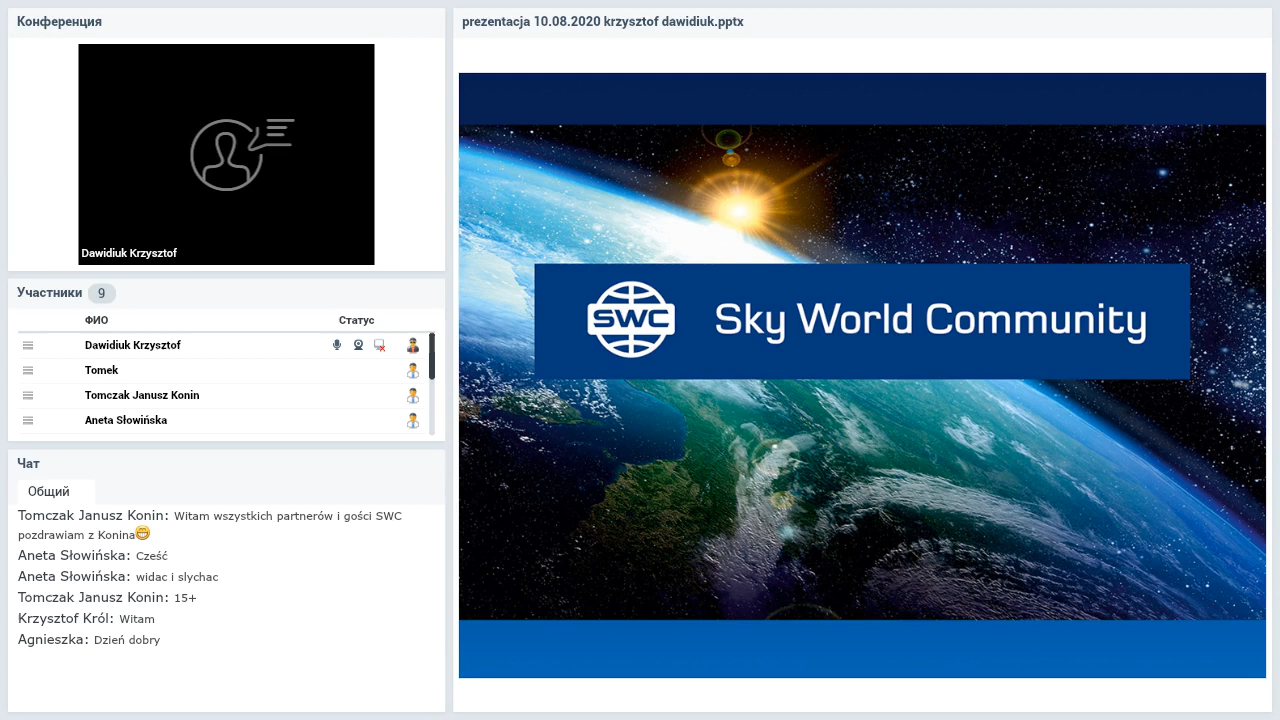 Конференция
Dawidiuk Krzysztof
Участники 9
ФИО Статус
Dawidiuk Krzysztof
Tomek
Tomczak Janusz Konin
Aneta Słowińska
Чат
Общий
Tomczak Janusz Konin: Witam wszystkich partnerów i gości SWC
pozdrawiam z Konina
Aneta Słowińska: Cześć
Aneta Słowińska: widac i slychac
Tomczak Janusz Konin: 15+
Krzysztof Król: Witam
Agnieszka: Dzień dobry
prezentacja 10.08.2020 krzysztof dawidiuk.pptx
SWC Sky World Community